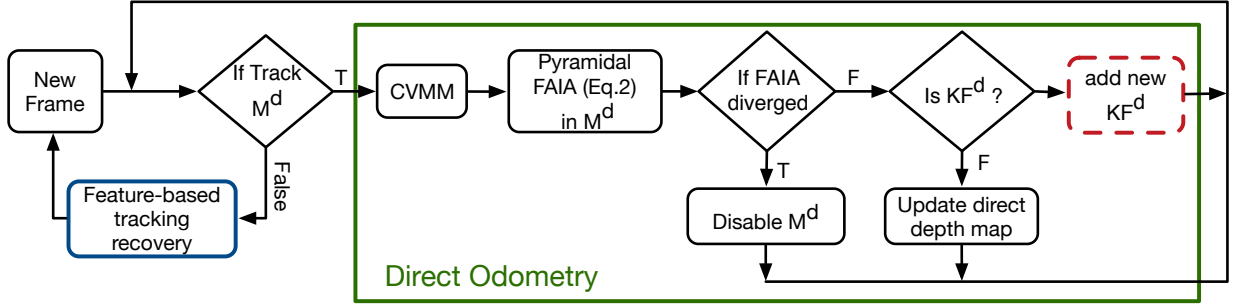 New
Frame
If Track
M^d
T
False
Feature-based
tracking
recovery
CVMM
Pyramidal
FAIA (Eq.2)
in M^d
If FAIA
diverged
F
T
Disable M^d
Is KF^d ?
F
Update direct
depth map
add new
KF^d
Direct Odometry